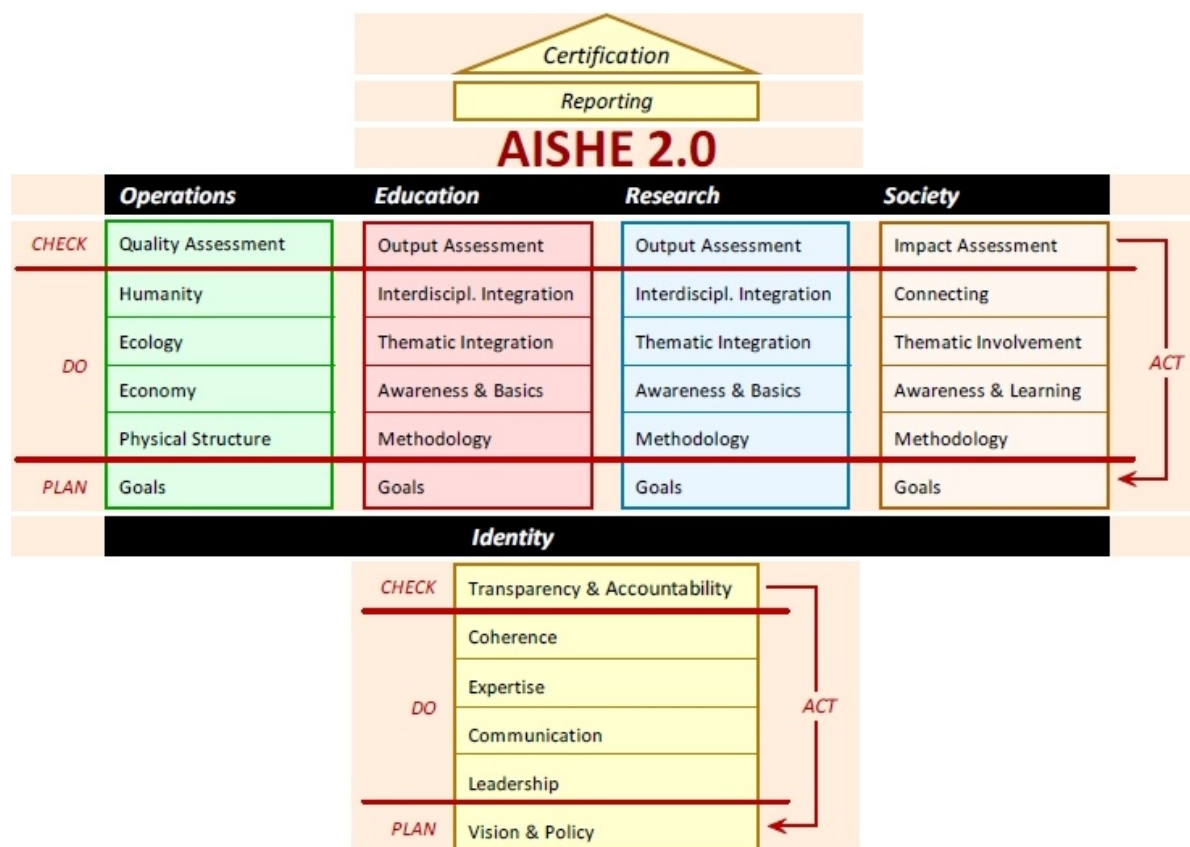 Certification
Reporting
AISHE 2.0
Operations Education Research Society
CHECK Quality Assessment Output Assessment Output Assessment Impact Assessment
Humanity Interdiscipl. Integration Interdiscipl. Integration Connecting
Ecology Thematic Integration Thematic Integration Thematic Involvement
DO ACT
Economy Awareness & Basics Awareness & Basics Awareness & Learning
Physical Structure Methodology Methodology Methodology
PLAN Goals Goals Goals Goals
Identity
CHECK Transparency & Accountability
Coherence
Expertise
DO ACT
Communication
Leadership
PLAN Vision & Policy